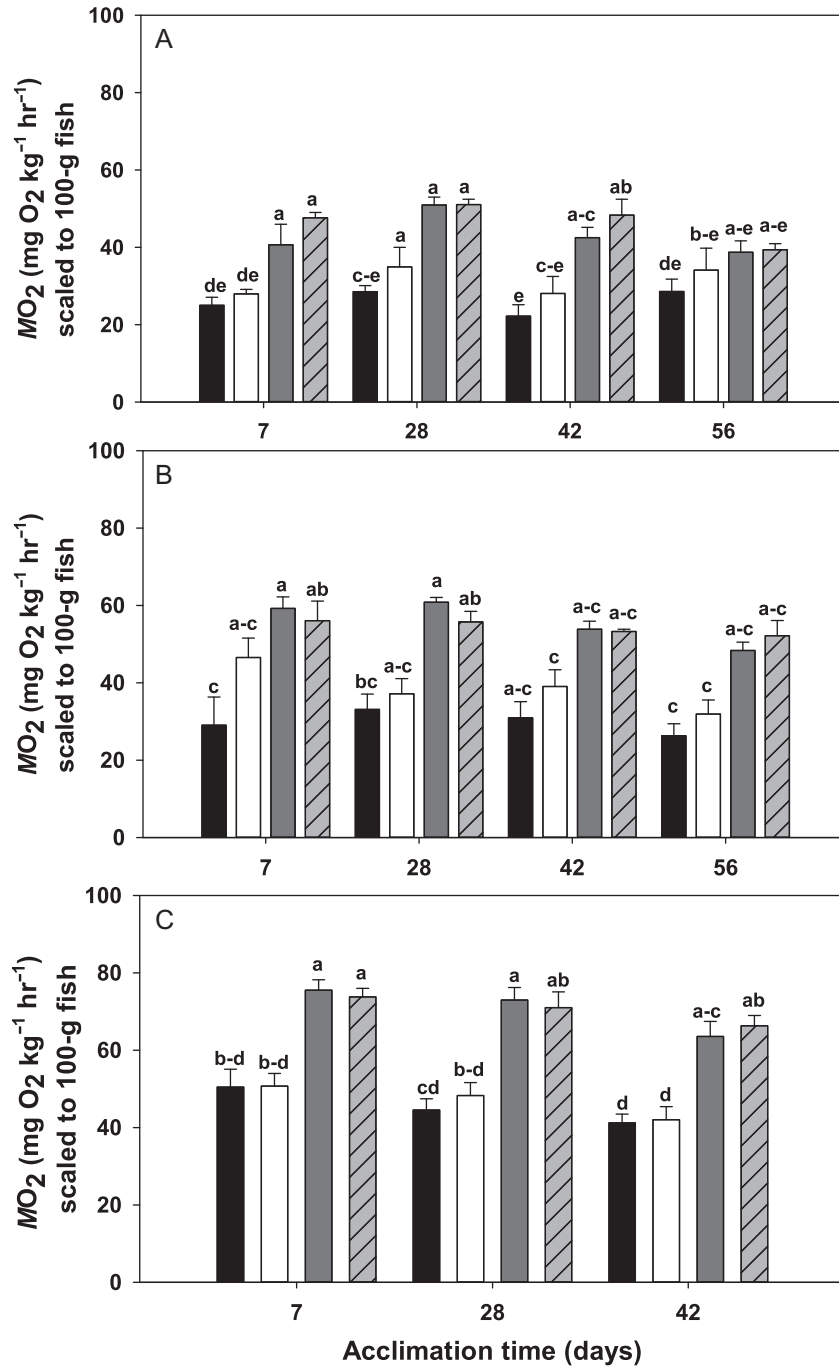 100
A
80
60
40
20
0
MO2 (mg O2 kg−1 hr−1)
scaled to 100-g fish
de de a a
c-e a a a
e c-e a-c ab
de b-e a-e a-e
7 28 42 56
100
B
80
60
40
20
0
MO2 (mg O2 kg−1 hr−1)
scaled to 100-g fish
c a-c a ab
bc a-c a ab
a-c c a-c a-c
c c a-c a-c
7 28 42 56
100
C
80
60
40
20
0
MO2 (mg O2 kg−1 hr−1)
scaled to 100-g fish
b-d b-d a a
cd b-d a ab
d d a-c ab
7 28 42
Acclimation time (days)